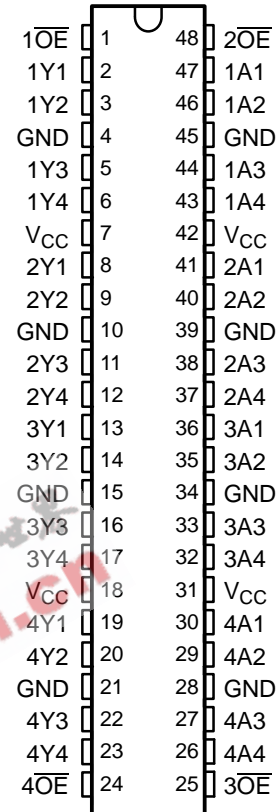 1O̅E̅ 1 48 2O̅E̅
1Y1 2 47 1A1
1Y2 3 46 1A2
GND 4 45 GND
1Y3 5 44 1A3
1Y4 6 43 1A4
VCC 7 42 VCC
2Y1 8 41 2A1
2Y2 9 40 2A2
GND 10 39 GND
2Y3 11 38 2A3
2Y4 12 37 2A4
3Y1 13 36 3A1
3Y2 14 35 3A2
GND 15 34 GND
3Y3 16 33 3A3
3Y4 17 32 3A4
VCC 18 31 VCC
4Y1 19 30 4A1
4Y2 20 29 4A2
GND 21 28 GND
4Y3 22 27 4A3
4Y4 23 26 4A4
4O̅E̅ 24 25 3O̅E̅